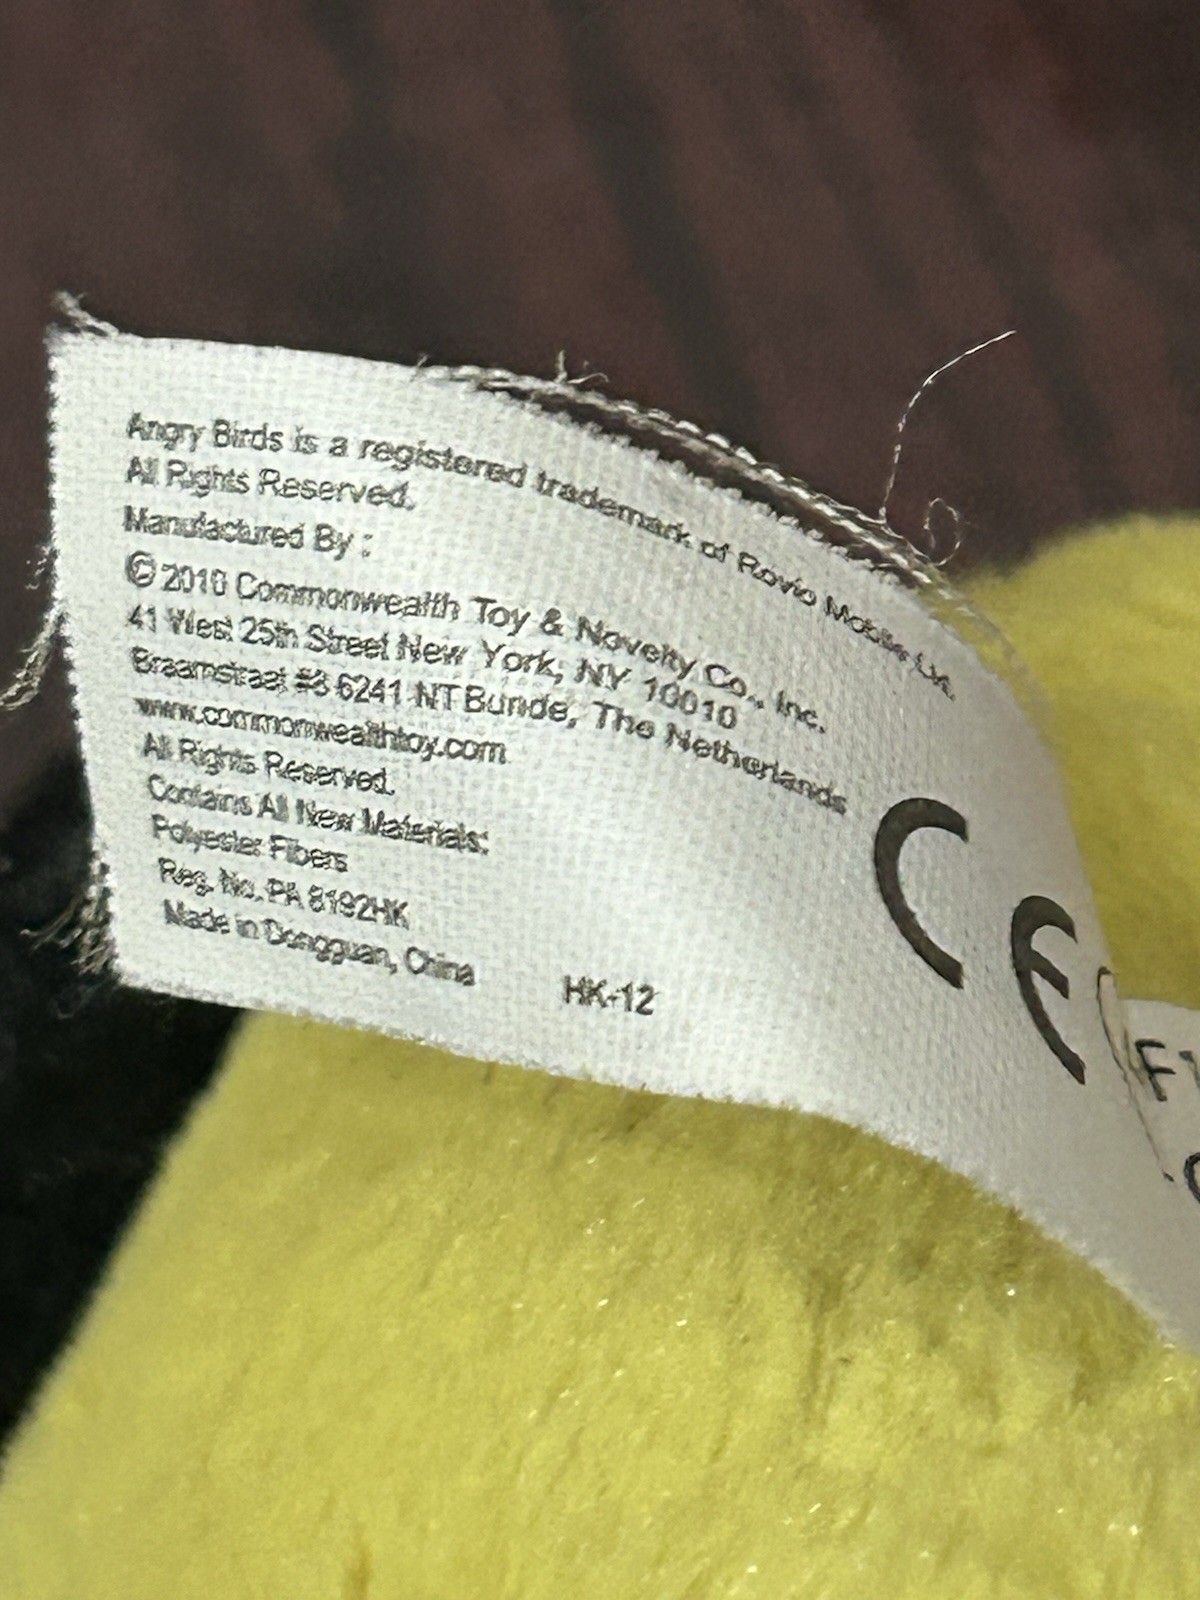 Angry Birds is a registered trademark of Rovio Mobile Ltd.
All Rights Reserved.
Manufactured By :
© 2010 Commonwealth Toy & Novelty Co., Inc.
41 West 25th Street New York, NY 10010
Braamstraat #8 6241 NT Bunde, The Netherlands
www.commonwealthtoy.com
All Rights Reserved.
Contains All New Materials:
Polyester Fibers
Reg. No. PA 8192HK
Made in Dongguan, China
HK-12
CE